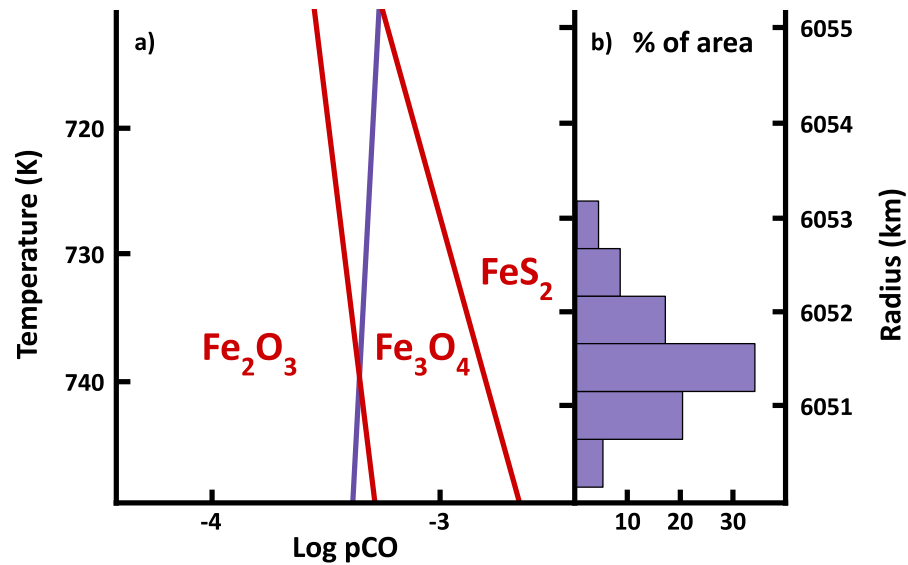 a)
b) % of area
Temperature (K)
720
730
740
Fe2O3
Fe3O4
FeS2
-4
-3
Log pCO
10
20
30
6055
6054
6053
6052
6051
Radius (km)